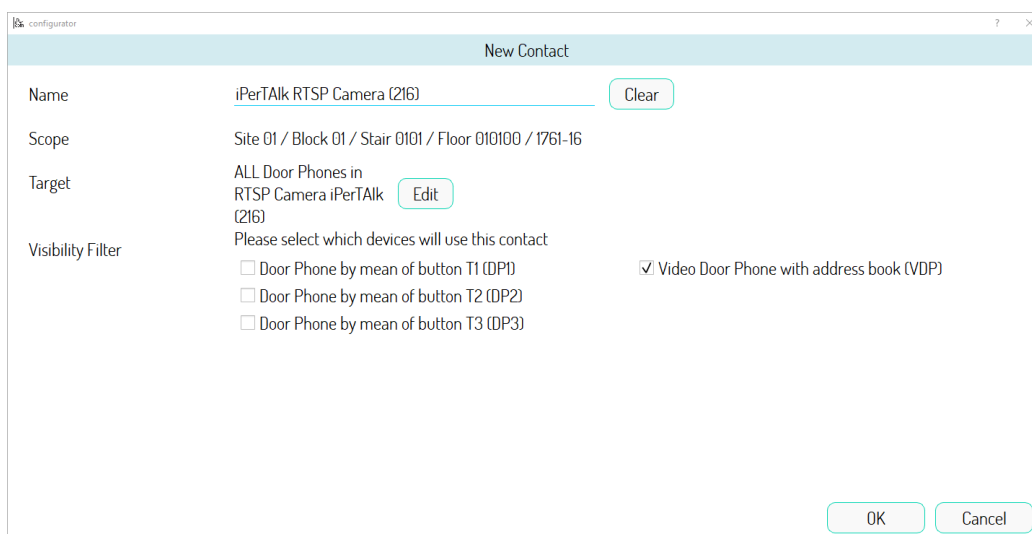 configurator
New Contact
Name
iPerTAlk RTSP Camera (216)
Clear
Scope
Site 01 / Block 01 / Stair 0101 / Floor 010100 / 1761-16
Target
ALL Door Phones in
RTSP Camera iPerTAlk
(216)
Edit
Visibility Filter
Please select which devices will use this contact
Door Phone by mean of button T1 (DP1)
Video Door Phone with address book (VDP)
Door Phone by mean of button T2 (DP2)
Door Phone by mean of button T3 (DP3)
OK
Cancel